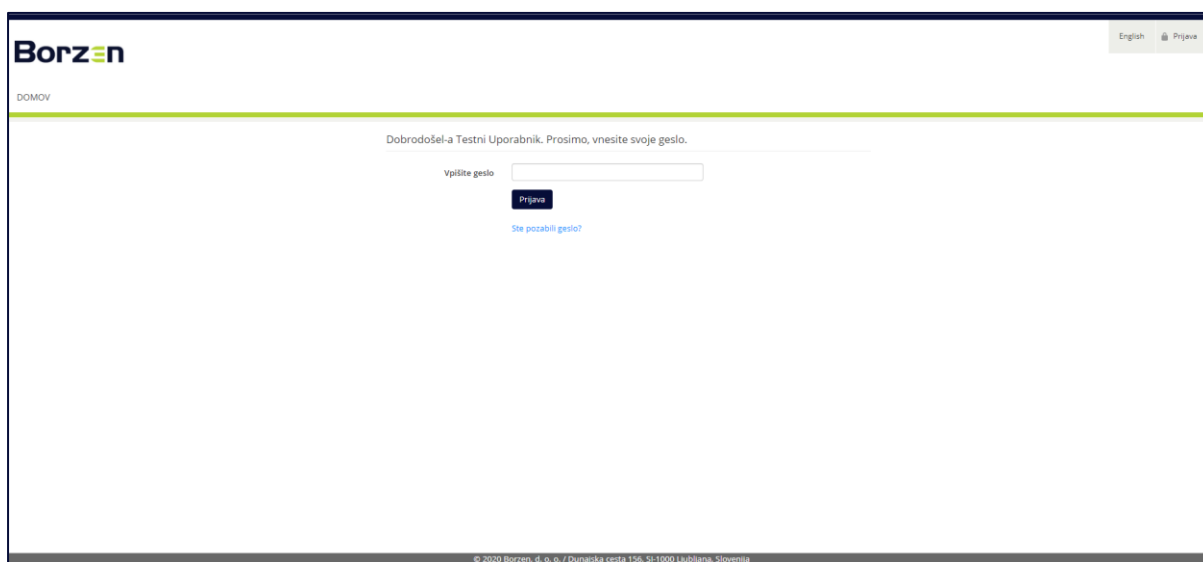 Borzen
English
Prijava
DOMOV
Dobrodošel-a Testni Uporabnik. Prosimo, vnesite svoje geslo.
Vpišite geslo
Prijava
Ste pozabili geslo?
© 2020 Borzen, d. o. o. / Dunajska cesta 156, SI-1000 Ljubljana, Slovenija